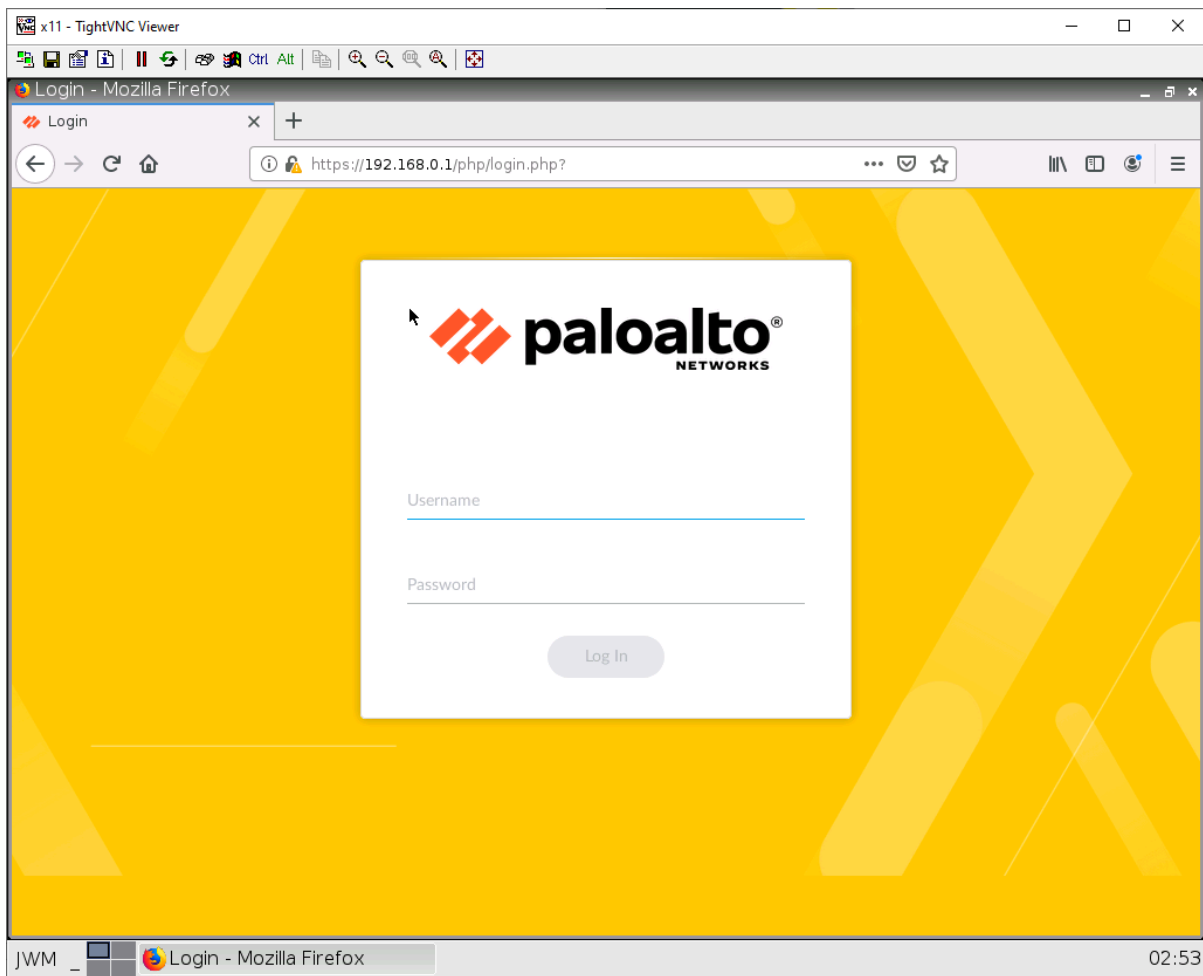 x11 - TightVNC Viewer
Ctrl Alt
Login - Mozilla Firefox
Login
https://192.168.0.1/php/login.php?
paloalto®
NETWORKS
Username
Password
Log In
JWM
Login - Mozilla Firefox
02:53